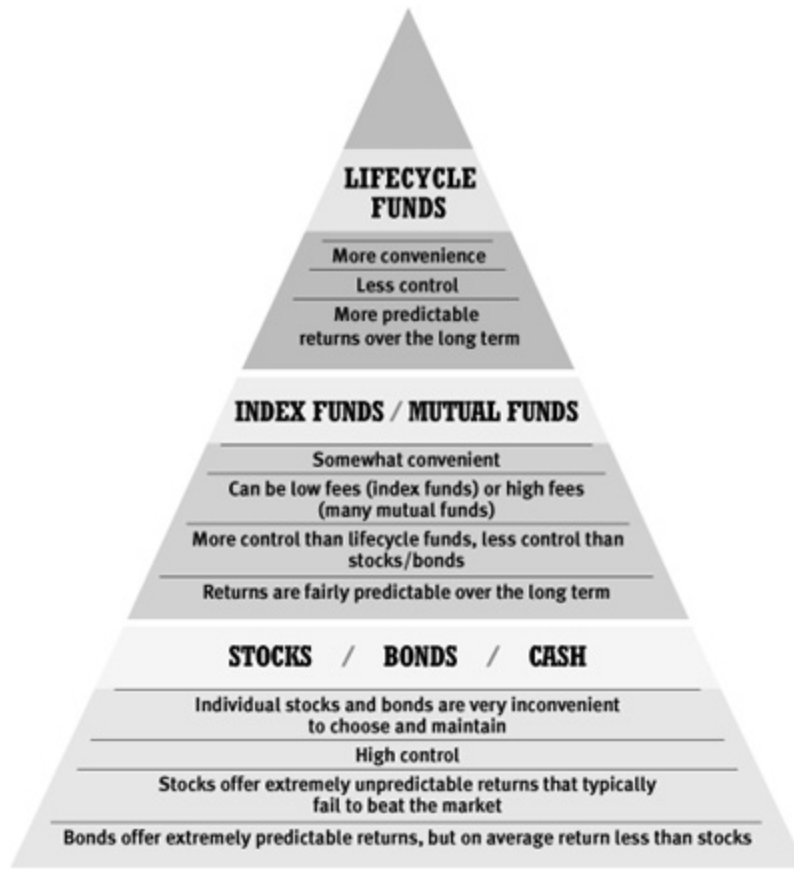 LIFECYCLE
FUNDS
More convenience
Less control
More predictable
returns over the long term
INDEX FUNDS / MUTUAL FUNDS
Somewhat convenient
Can be low fees (index funds) or high fees
(many mutual funds)
More control than lifecycle funds, less control than
stocks/bonds
Returns are fairly predictable over the long term
STOCKS / BONDS / CASH
Individual stocks and bonds are very inconvenient
to choose and maintain
High control
Stocks offer extremely unpredictable returns that typically
fail to beat the market
Bonds offer extremely predictable returns, but on average return less than stocks